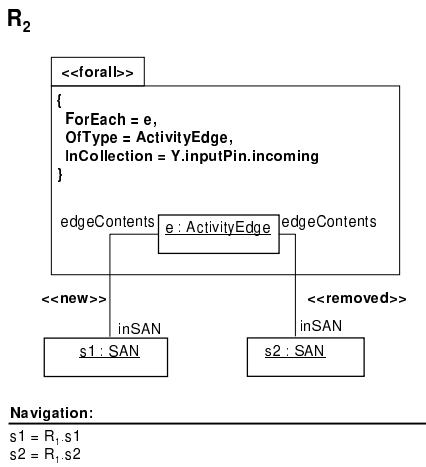 R2
<<forall>>
{
ForEach = e,
OfType = ActivityEdge,
InCollection = Y.inputPin.incoming
}
edgeContents e : ActivityEdge edgeContents
<<new>> <<removed>>
inSAN inSAN
s1 : SAN s2 : SAN
Navigation:
s1 = R1.s1
s2 = R1.s2